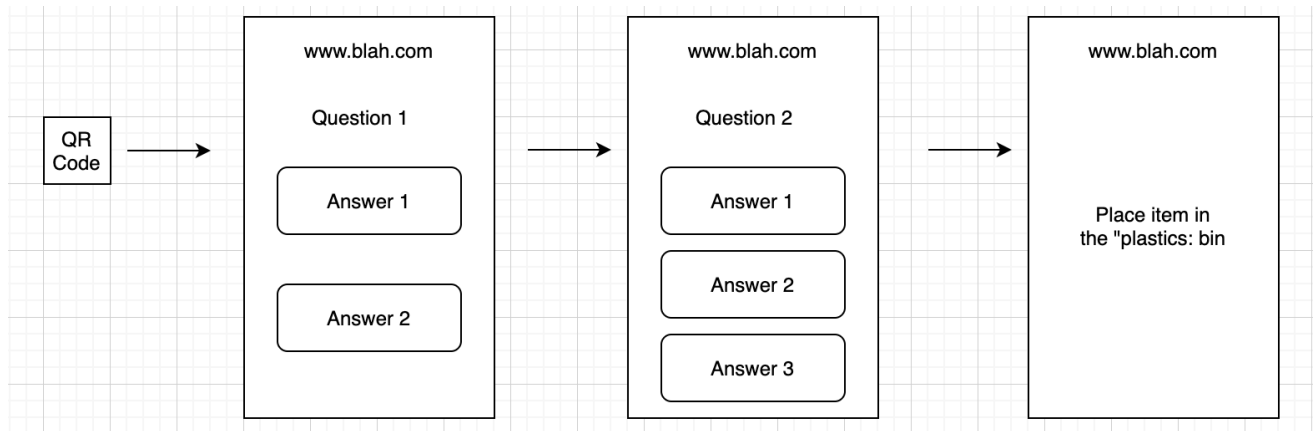 QR
Code
www.blah.com
Question 1
Answer 1
Answer 2
www.blah.com
Question 2
Answer 1
Answer 2
Answer 3
www.blah.com
Place item in
the "plastics: bin